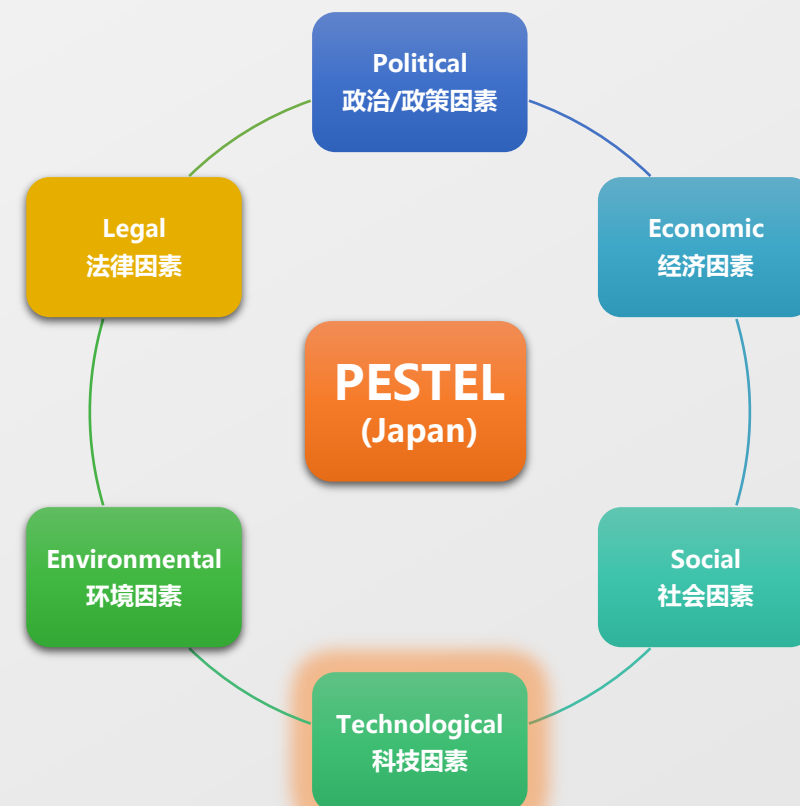 Political
政治/政策因素
Legal
法律因素
Economic
经济因素
PESTEL
(Japan)
Environmental
环境因素
Social
社会因素
Technological
科技因素